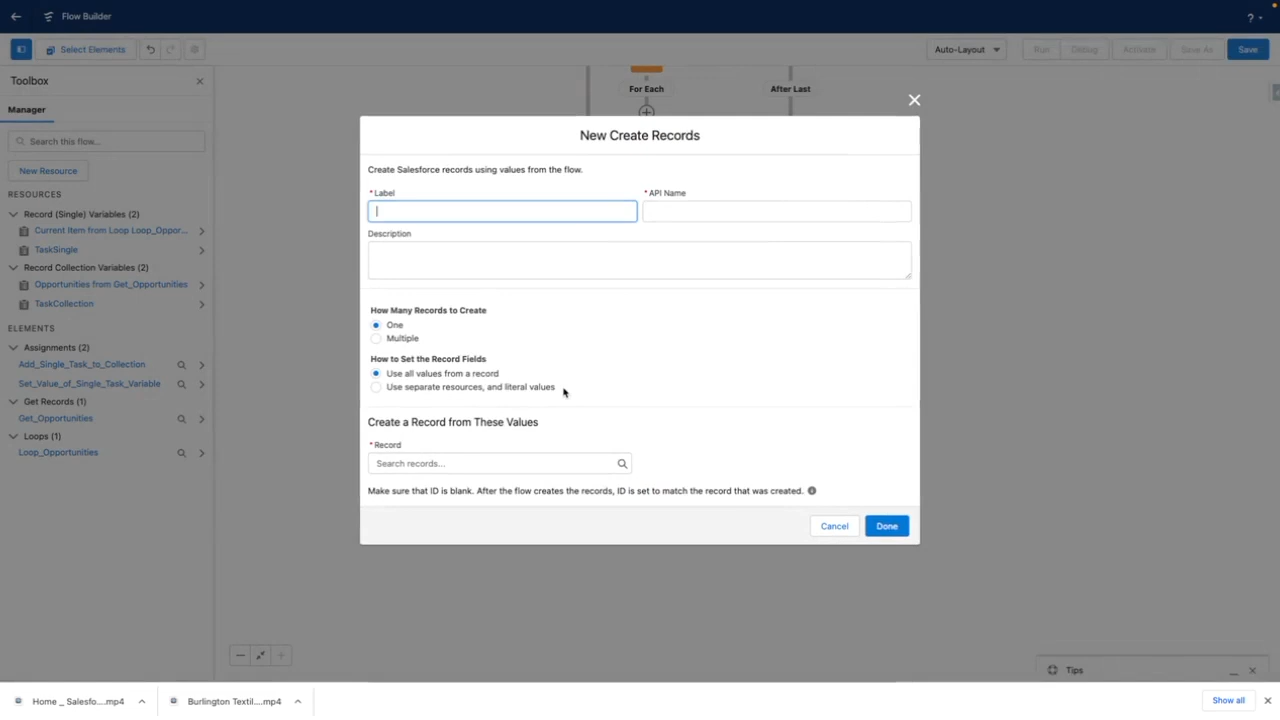 Flow Builder
?
Select Elements
Auto-Layout
Run
Debug
Activate
Save As
Save
Toolbox
Manager
Search this flow...
New Resource
RESOURCES
Record (Single) Variables (2)
Current Item from Loop Loop_Oppor...
TaskSingle
Record Collection Variables (2)
Opportunities from Get_Opportunities
TaskCollection
ELEMENTS
Assignments (2)
Add_Single_Task_to_Collection
Set_Value_of_Single_Task_Variable
Get Records (1)
Get_Opportunities
Loops (1)
Loop_Opportunities
For Each
After Last
New Create Records
Create Salesforce records using values from the flow.
* Label
* API Name
Description
How Many Records to Create
One
Multiple
How to Set the Record Fields
Use all values from a record
Use separate resources, and literal values
Create a Record from These Values
* Record
Search records...
Make sure that ID is blank. After the flow creates the records, ID is set to match the record that was created.
Cancel
Done
Tips
Home _ Salesfo....mp4
Burlington Textil....mp4
Show all